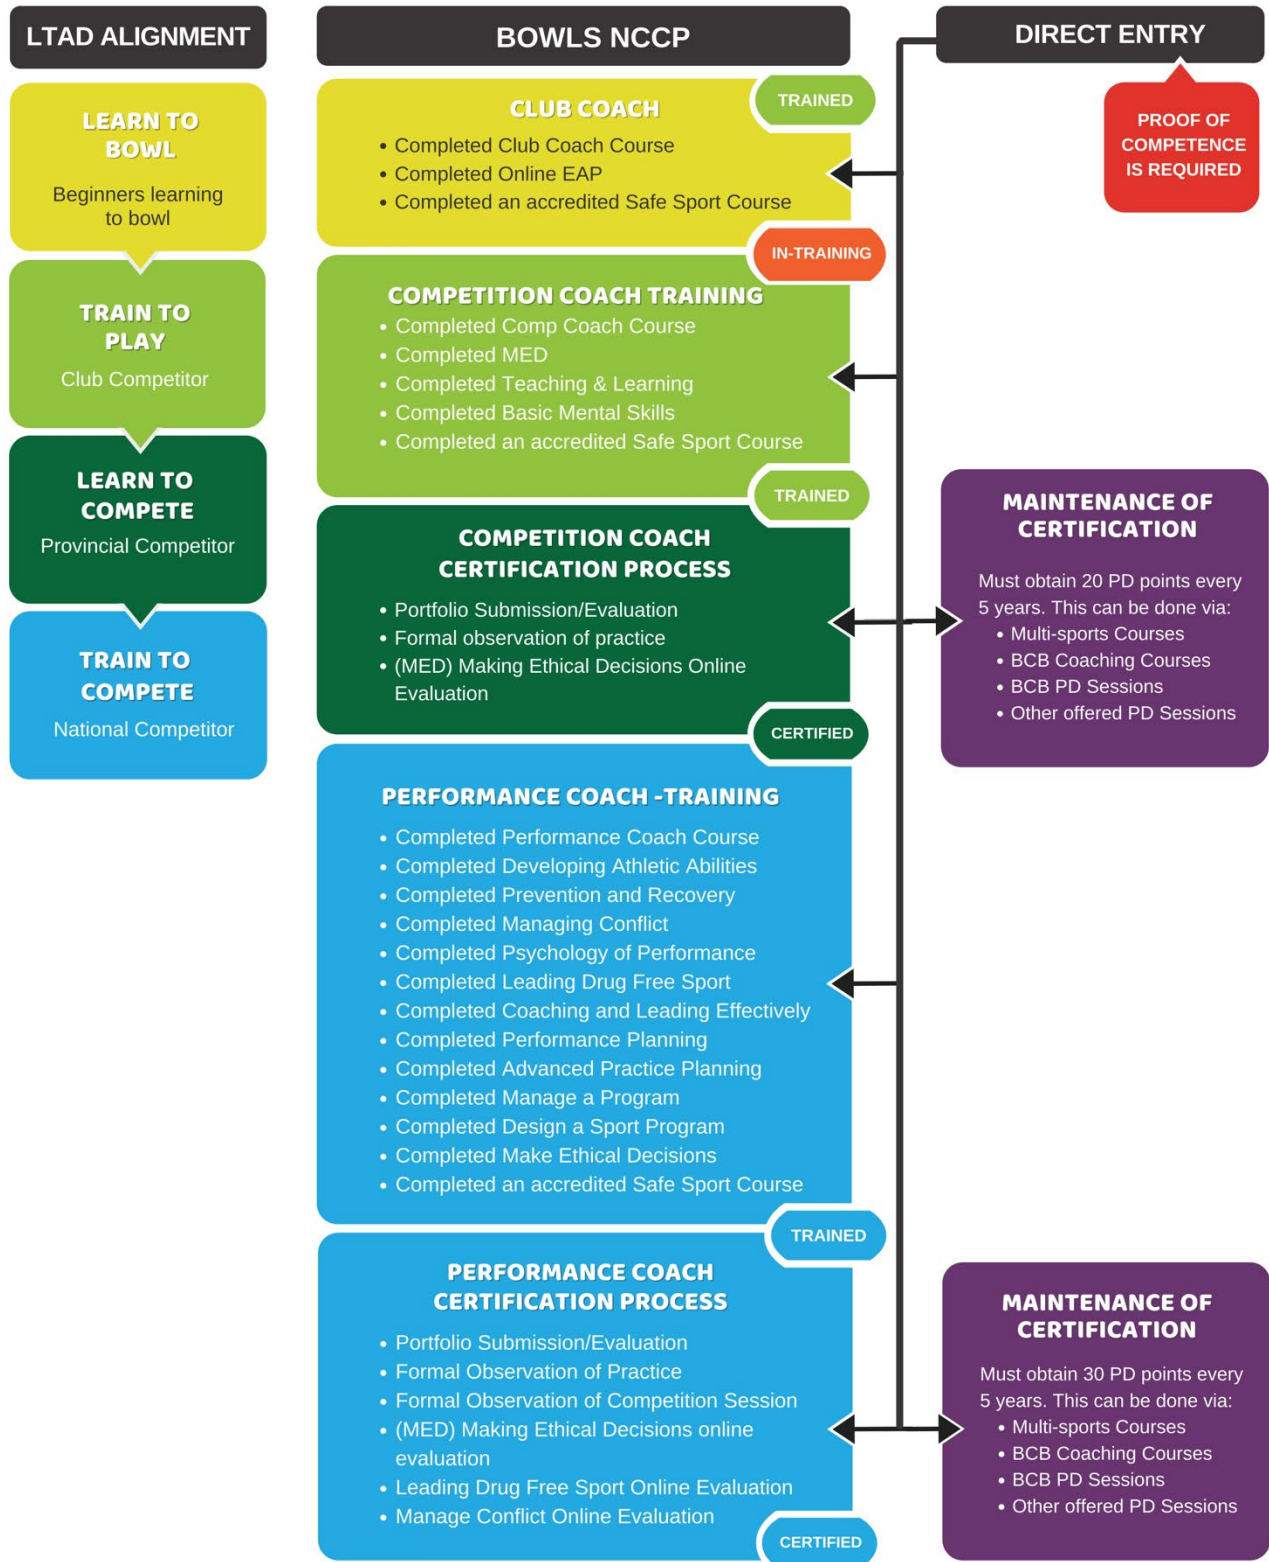 LTAD ALIGNMENT
LEARN TO
BOWL
Beginners learning
to bowl
TRAIN TO
PLAY
Club Competitor
LEARN TO
COMPETE
Provincial Competitor
TRAIN TO
COMPETE
National Competitor
BOWLS NCCP
TRAINED
CLUB COACH
• Completed Club Coach Course
• Completed Online EAP
• Completed an accredited Safe Sport Course
IN-TRAINING
COMPETITION COACH TRAINING
• Completed Comp Coach Course
• Completed MED
• Completed Teaching & Learning
• Completed Basic Mental Skills
• Completed an accredited Safe Sport Course
TRAINED
COMPETITION COACH
CERTIFICATION PROCESS
• Portfolio Submission/Evaluation
• Formal observation of practice
• (MED) Making Ethical Decisions Online
Evaluation
CERTIFIED
PERFORMANCE COACH -TRAINING
• Completed Performance Coach Course
• Completed Developing Athletic Abilities
• Completed Prevention and Recovery
• Completed Managing Conflict
• Completed Psychology of Performance
• Completed Leading Drug Free Sport
• Completed Coaching and Leading Effectively
• Completed Performance Planning
• Completed Advanced Practice Planning
• Completed Manage a Program
• Completed Design a Sport Program
• Completed Make Ethical Decisions
• Completed an accredited Safe Sport Course
TRAINED
PERFORMANCE COACH
CERTIFICATION PROCESS
• Portfolio Submission/Evaluation
• Formal Observation of Practice
• Formal Observation of Competition Session
• (MED) Making Ethical Decisions online
evaluation
• Leading Drug Free Sport Online Evaluation
• Manage Conflict Online Evaluation
CERTIFIED
DIRECT ENTRY
PROOF OF
COMPETENCE
IS REQUIRED
MAINTENANCE OF
CERTIFICATION
Must obtain 20 PD points every
5 years. This can be done via:
• Multi-sports Courses
• BCB Coaching Courses
• BCB PD Sessions
• Other offered PD Sessions
MAINTENANCE OF
CERTIFICATION
Must obtain 30 PD points every
5 years. This can be done via:
• Multi-sports Courses
• BCB Coaching Courses
• BCB PD Sessions
• Other offered PD Sessions